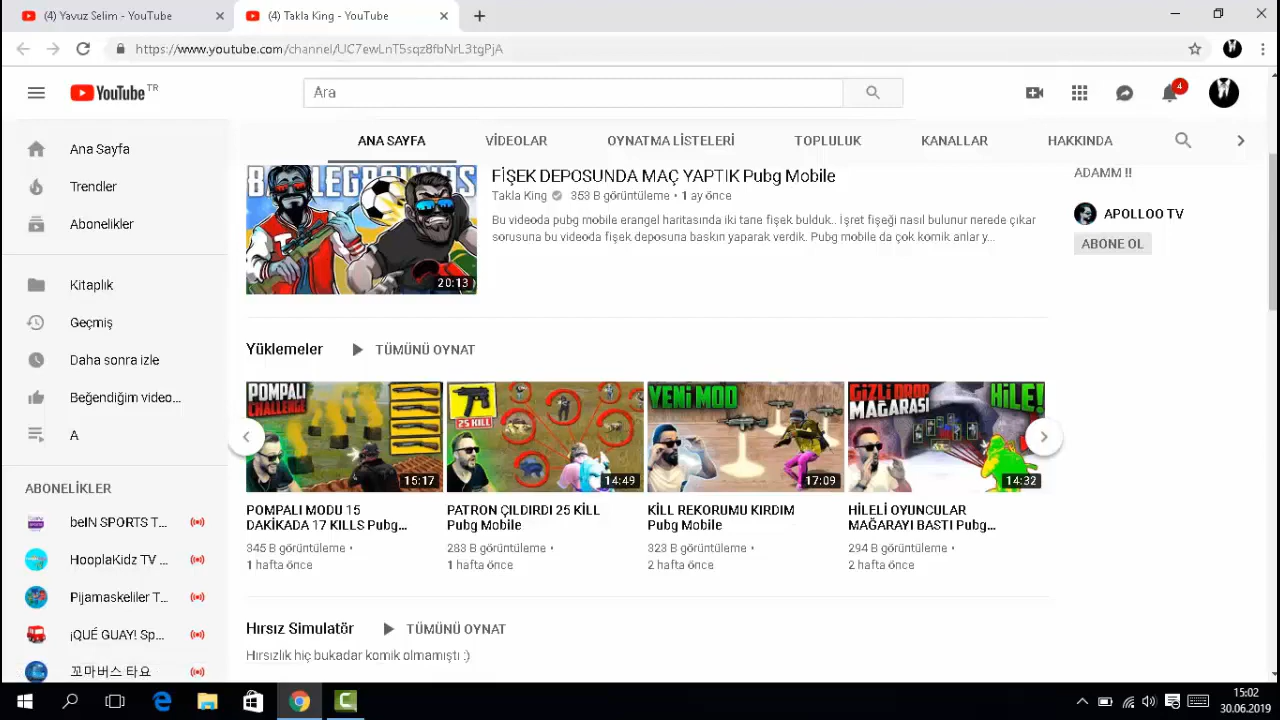 (4) Yavuz Selim - YouTube
(4) Takla King - YouTube
https://www.youtube.com/channel/UC7ewLnT5sqz8fbNrL3tgPjA
YouTube TR
Ara
4
ANA SAYFA
VİDEOLAR
OYNATMA LİSTELERİ
TOPLULUK
KANALLAR
HAKKINDA
Ana Sayfa
Trendler
Abonelikler
Kitaplık
Geçmiş
Daha sonra izle
Beğendiğim video...
A
ABONELİKLER
beIN SPORTS T...
HooplaKidz TV ...
Pijamaskeliler T...
¡QUÉ GUAY! Sp...
꼬마버스 타요
BATTLEGROUNDS
20:13
FİŞEK DEPOSUNDA MAÇ YAPTIK Pubg Mobile
Takla King 353 B görüntüleme • 1 ay önce
Bu videoda pubg mobile erangel haritasında iki tane fişek bulduk.. İşret fişeği nasıl bulunur nerede çıkar
sorusuna bu videoda fişek deposuna baskın yaparak verdik. Pubg mobile da çok komik anlar y...
ADAMM !!
APOLLOO TV
ABONE OL
Yüklemeler
TÜMÜNÜ OYNAT
POMPALI
CHALLENGE
15:17
25 KILL
14:49
YENİ MOD
17:09
GİZLİ DROP
MAĞARASI
HİLE!
14:32
POMPALI MODU 15
DAKİKADA 17 KILLS Pubg...
345 B görüntüleme •
1 hafta önce
PATRON ÇILDIRDI 25 KİLL
Pubg Mobile
283 B görüntüleme •
1 hafta önce
KİLL REKORUMU KIRDIM
Pubg Mobile
323 B görüntüleme •
2 hafta önce
HİLELİ OYUNCULAR
MAĞARAYI BASTI Pubg...
294 B görüntüleme •
2 hafta önce
Hırsız Simulatör
TÜMÜNÜ OYNAT
Hırsızlık hiç bukadar komik olmamıştı :)
15:02
30.06.2019